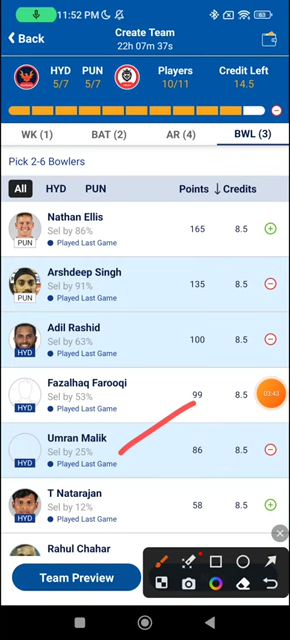 11:52 PM
63
Back
Create Team
22h 07m 37s
HYD PUN Players Credit Left
5/7 5/7 10/11 14.5
WK (1) BAT (2) AR (4) BWL (3)
Pick 2-6 Bowlers
All HYD PUN Points ↓ Credits
Nathan Ellis
Sel by 86% 165 8.5
PUN Played Last Game
Arshdeep Singh
Sel by 91% 135 8.5
PUN Played Last Game
Adil Rashid
Sel by 63% 100 8.5
HYD Played Last Game
Fazalhaq Farooqi
Sel by 53% 99 8.5 03:43
HYD Played Last Game
Umran Malik
Sel by 25% 86 8.5
HYD Played Last Game
T Natarajan
Sel by 12% 58 8.5
HYD Played Last Game
Rahul Chahar
Team Preview